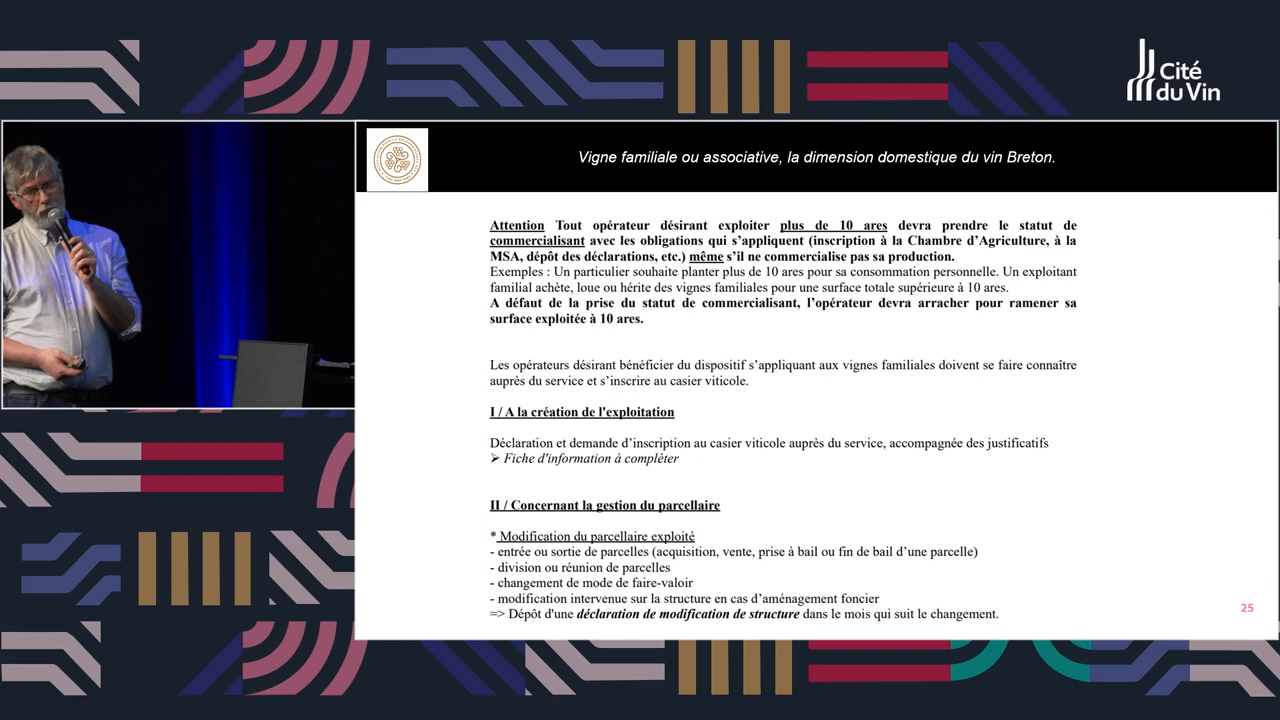 Cité
du Vin
Vigne familiale ou associative, la dimension domestique du vin Breton.
Attention Tout opérateur désirant exploiter plus de 10 ares devra prendre le statut de
commercialisant avec les obligations qui s'appliquent (inscription à la Chambre d'Agriculture, à la
MSA, dépôt des déclarations, etc.) même s'il ne commercialise pas sa production.
Exemples : Un particulier souhaite planter plus de 10 ares pour sa consommation personnelle. Un exploitant
familial achète, loue ou hérite des vignes familiales pour une surface totale supérieure à 10 ares.
A défaut de la prise du statut de commercialisant, l'opérateur devra arracher pour ramener sa
surface exploitée à 10 ares.
Les opérateurs désirant bénéficier du dispositif s'appliquant aux vignes familiales doivent se faire connaître
auprès du service et s'inscrire au casier viticole.
I / A la création de l'exploitation
Déclaration et demande d'inscription au casier viticole auprès du service, accompagnée des justificatifs
➢ Fiche d'information à compléter
II / Concernant la gestion du parcellaire
* Modification du parcellaire exploité
- entrée ou sortie de parcelles (acquisition, vente, prise à bail ou fin de bail d'une parcelle)
- division ou réunion de parcelles
- changement de mode de faire-valoir
- modification intervenue sur la structure en cas d'aménagement foncier
=> Dépôt d'une déclaration de modification de structure dans le mois qui suit le changement.
25